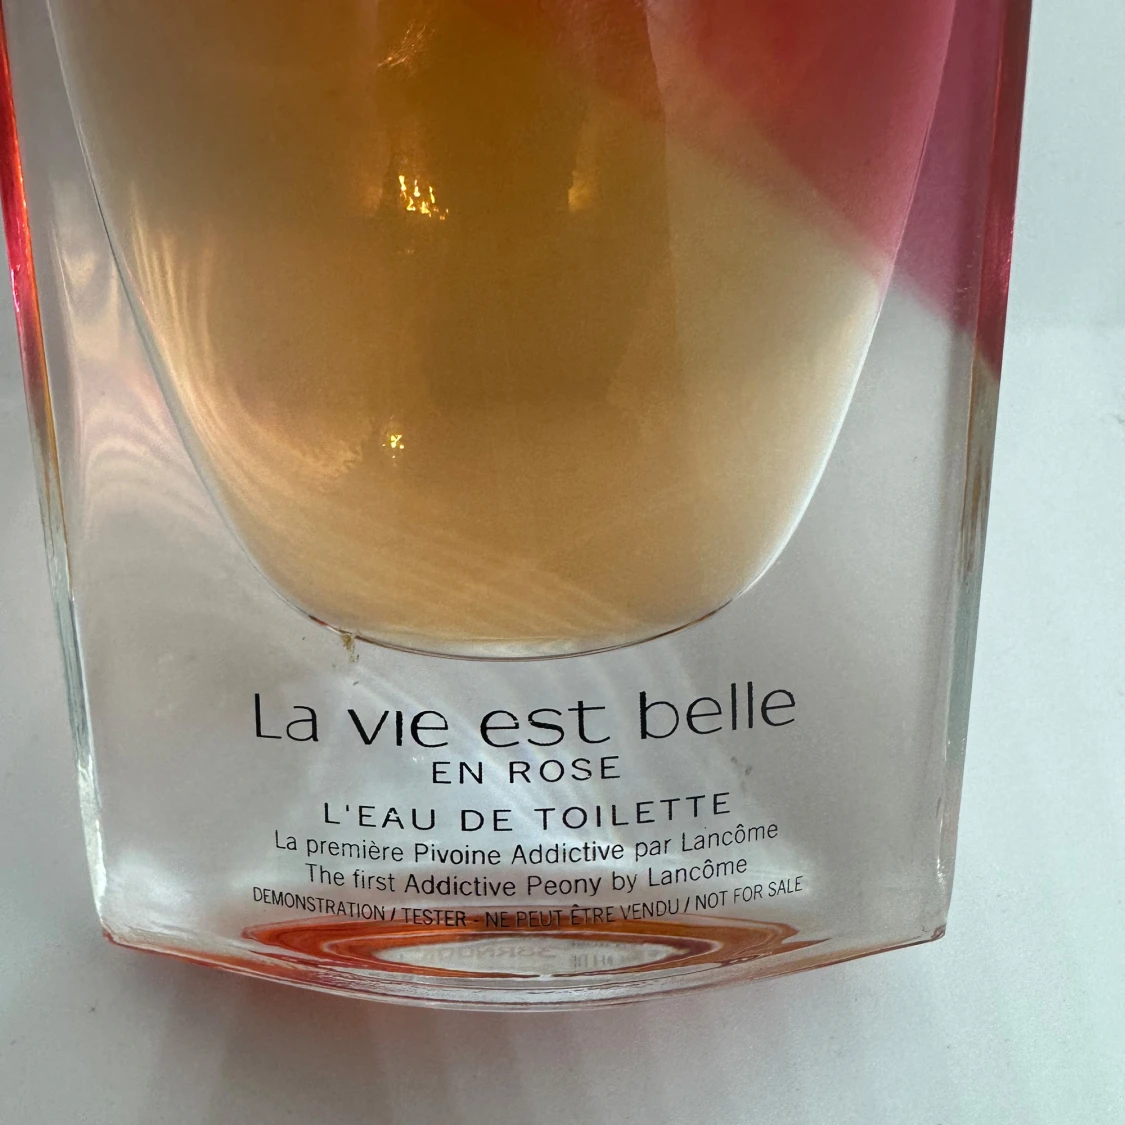 La vie est belle
EN ROSE
L'EAU DE TOILETTE
La première Pivoine Addictive par Lancôme
The first Addictive Peony by Lancôme
DEMONSTRATION / TESTER - NE PEUT ÊTRE VENDU / NOT FOR SALE